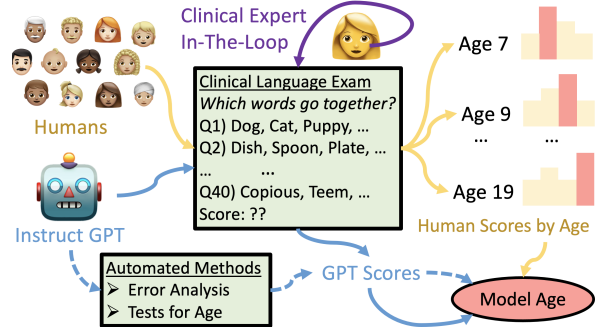 Clinical Expert
In-The-Loop
Humans
Instruct GPT
Clinical Language Exam
Which words go together?
Q1) Dog, Cat, Puppy, …
Q2) Dish, Spoon, Plate, …
… …
Q40) Copious, Teem, …
Score: ??
Age 7
Age 9
… …
Age 19
Human Scores by Age
Automated Methods
➢ Error Analysis
➢ Tests for Age
GPT Scores
Model Age